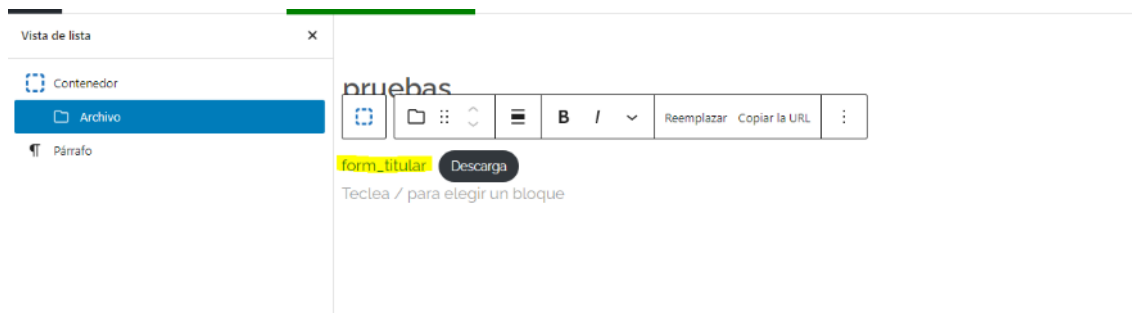 Vista de lista
Contenedor
Archivo
Párrafo
pruebas
B I Reemplazar Copiar la URL
form_titular Descarga
Teclea / para elegir un bloque